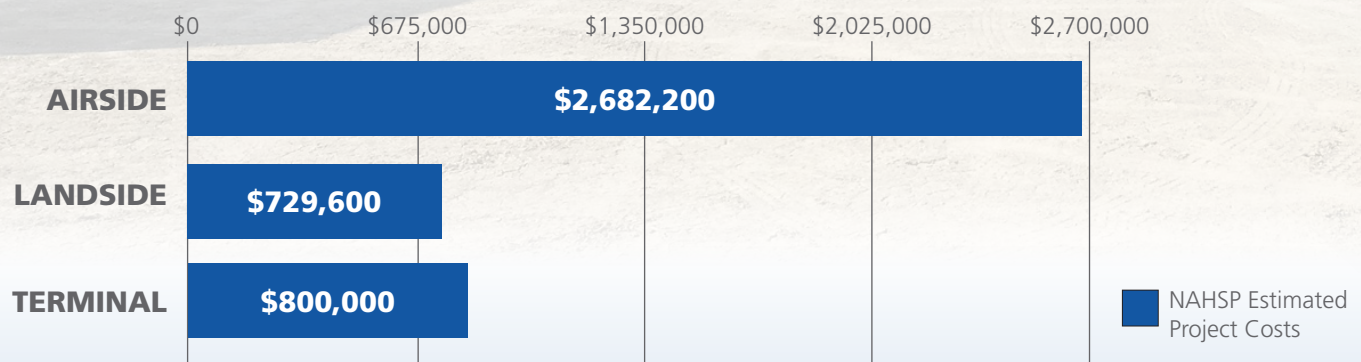 $0 $675,000 $1,350,000 $2,025,000 $2,700,000
AIRSIDE $2,682,200
LANDSIDE $729,600
TERMINAL $800,000
NAHSP Estimated
Project Costs